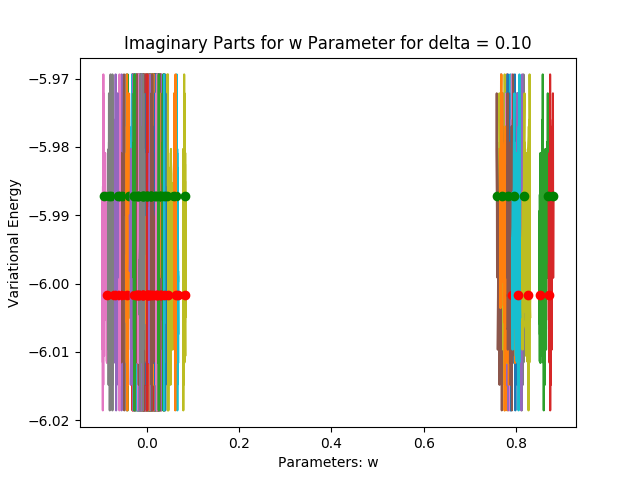 Imaginary Parts for w Parameter for delta = 0.10
Variational Energy
−5.97
−5.98
−5.99
−6.00
−6.01
−6.02
0.0 0.2 0.4 0.6 0.8
Parameters: w